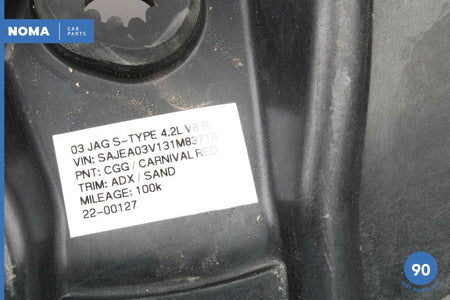 NOMA CAR
PARTS
03 JAG S-TYPE 4.2L V8 R
VIN: SAJEA03V131M83718
PNT: CGG / CARNIVAL RED
TRIM: ADX / SAND
MILEAGE: 100k
22-00127
90